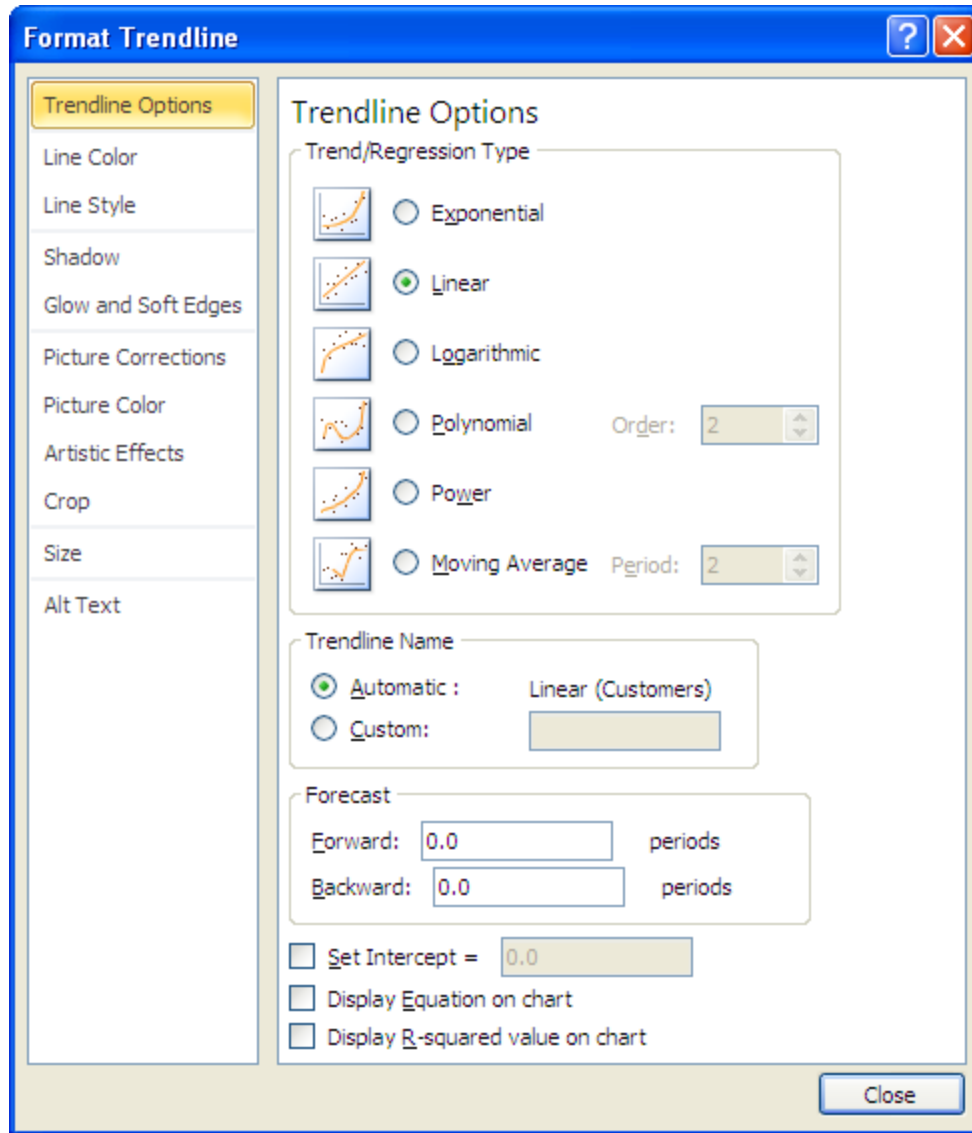 Format Trendline
?
Trendline Options
Line Color
Line Style
Shadow
Glow and Soft Edges
Picture Corrections
Picture Color
Artistic Effects
Crop
Size
Alt Text
Trendline Options
Trend/Regression Type
Exponential
Linear
Logarithmic
Polynomial Order: 2
Power
Moving Average Period: 2
Trendline Name
Automatic : Linear (Customers)
Custom:
Forecast
Forward: 0.0 periods
Backward: 0.0 periods
Set Intercept = 0.0
Display Equation on chart
Display R-squared value on chart
Close